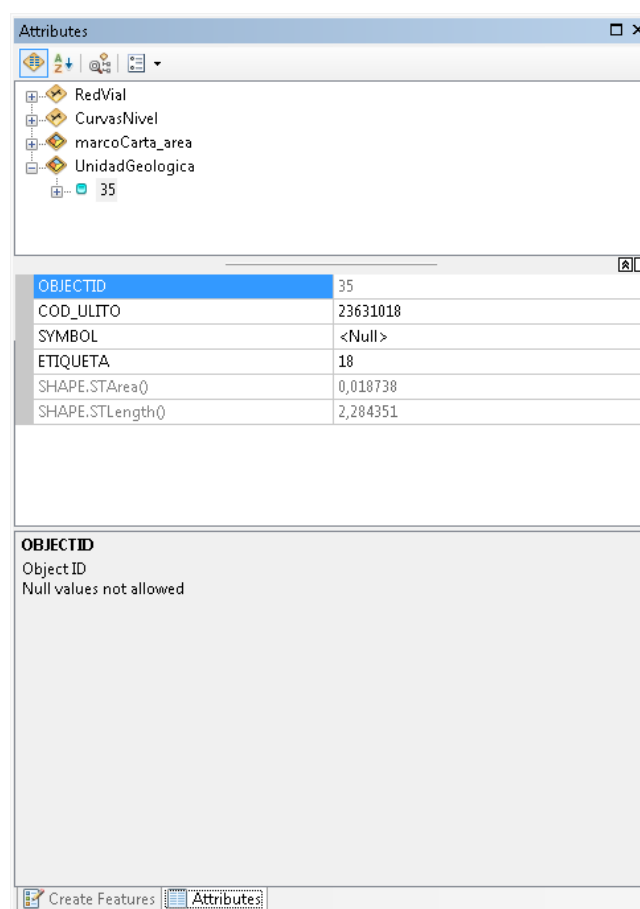 Attributes
RedVial
CurvasNivel
marcoCarta_area
UnidadGeologica
35
OBJECTID 35
COD_ULITO 23631018
SYMBOL <Null>
ETIQUETA 18
SHAPE.STArea() 0,018738
SHAPE.STLength() 2,284351
OBJECTID
Object ID
Null values not allowed
Create Features Attributes